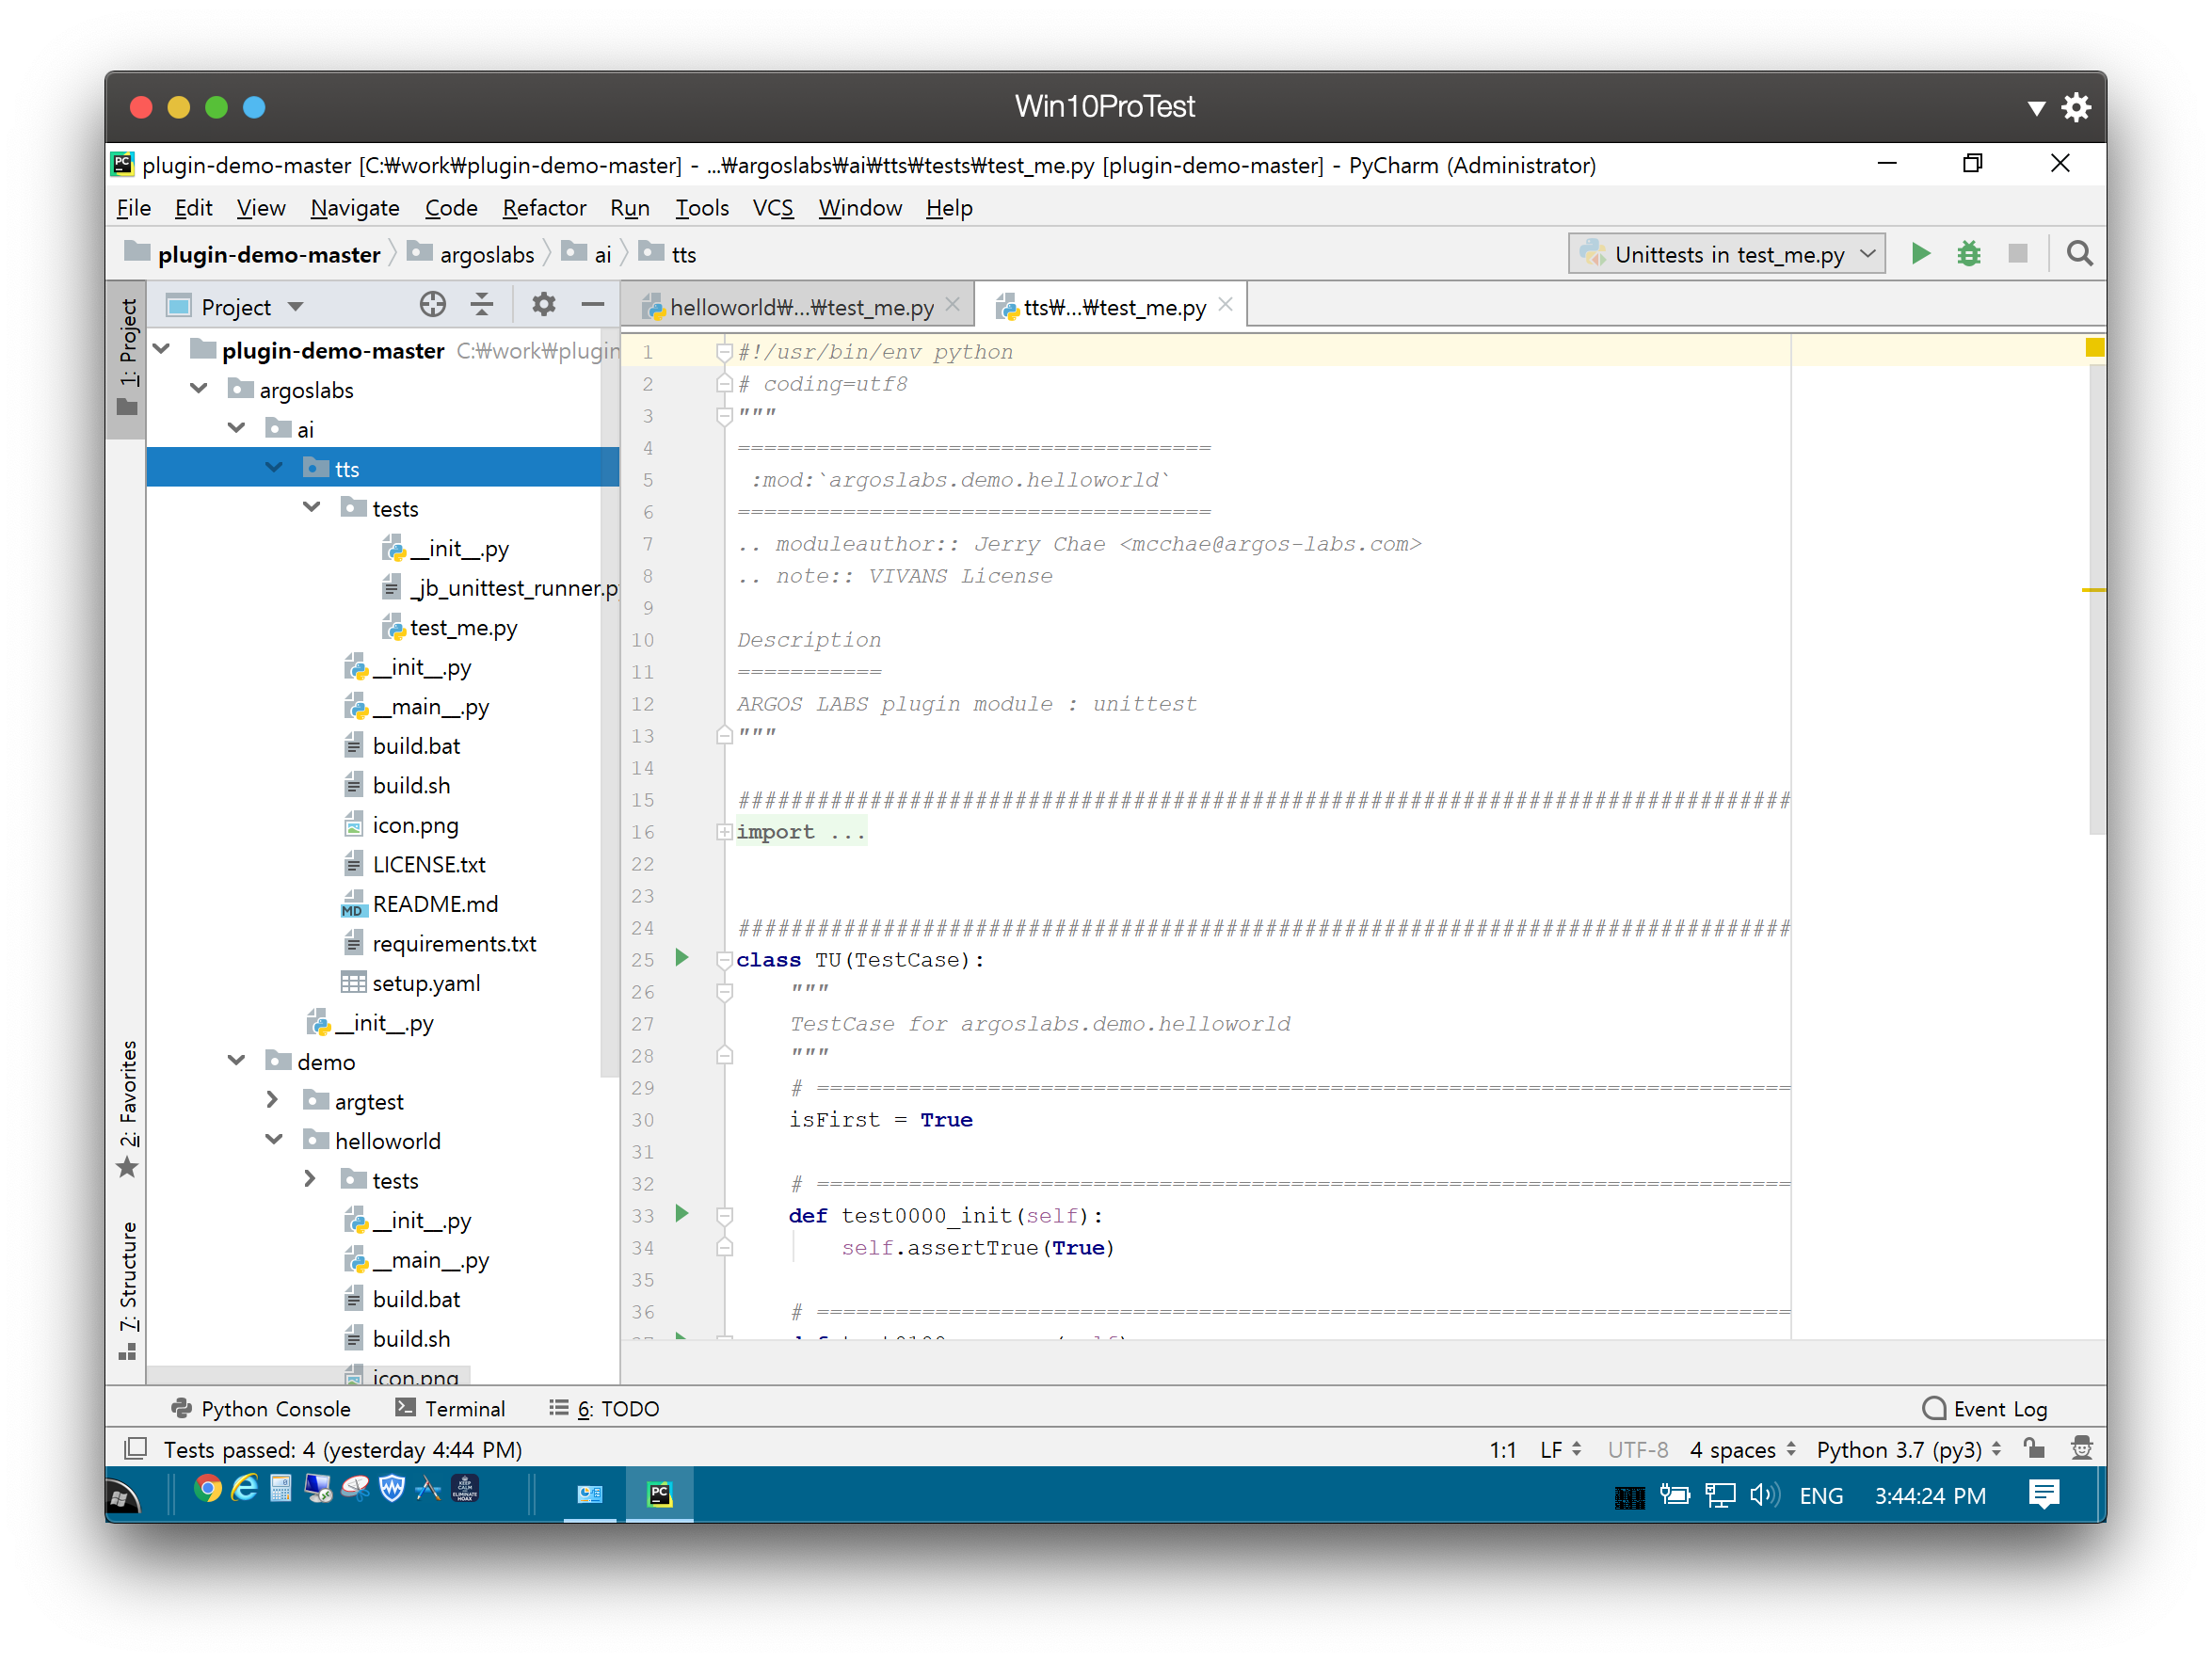 Win10ProTest
plugin-demo-master [C:₩work₩plugin-demo-master] - ...₩argoslabs₩ai₩tts₩tests₩test_me.py [plugin-demo-master] - PyCharm (Administrator)
File Edit View Navigate Code Refactor Run Tools VCS Window Help
plugin-demo-master argoslabs ai tts
Unittests in test_me.py
1: Project
2: Favorites
7: Structure
Project
plugin-demo-master C:₩work₩plugin
argoslabs
ai
tts
tests
__init__.py
_jb_unittest_runner.py
test_me.py
__init__.py
__main__.py
build.bat
build.sh
icon.png
LICENSE.txt
README.md
requirements.txt
setup.yaml
__init__.py
demo
argtest
helloworld
tests
__init__.py
__main__.py
build.bat
build.sh
icon.png
helloworld₩...₩test_me.py tts₩...₩test_me.py
1 #!/usr/bin/env python
2 # coding=utf8
3 """
4 ====================================
5 :mod:`argoslabs.demo.helloworld`
6 ====================================
7 .. moduleauthor:: Jerry Chae <mcchae@argos-labs.com>
8 .. note:: VIVANS License
9
10 Description
11 ===========
12 ARGOS LABS plugin module : unittest
13 """
14
15 ################################################################################
16 import ...
22
23
24 ################################################################################
25 class TU(TestCase):
26 """
27 TestCase for argoslabs.demo.helloworld
28 """
29 # ==========================================================================
30 isFirst = True
31
32 # ==========================================================================
33 def test0000_init(self):
34 self.assertTrue(True)
35
36 # ==========================================================================
Python Console Terminal 6: TODO Event Log
Tests passed: 4 (yesterday 4:44 PM) 1:1 LF UTF-8 4 spaces Python 3.7 (py3)
ENG 3:44:24 PM